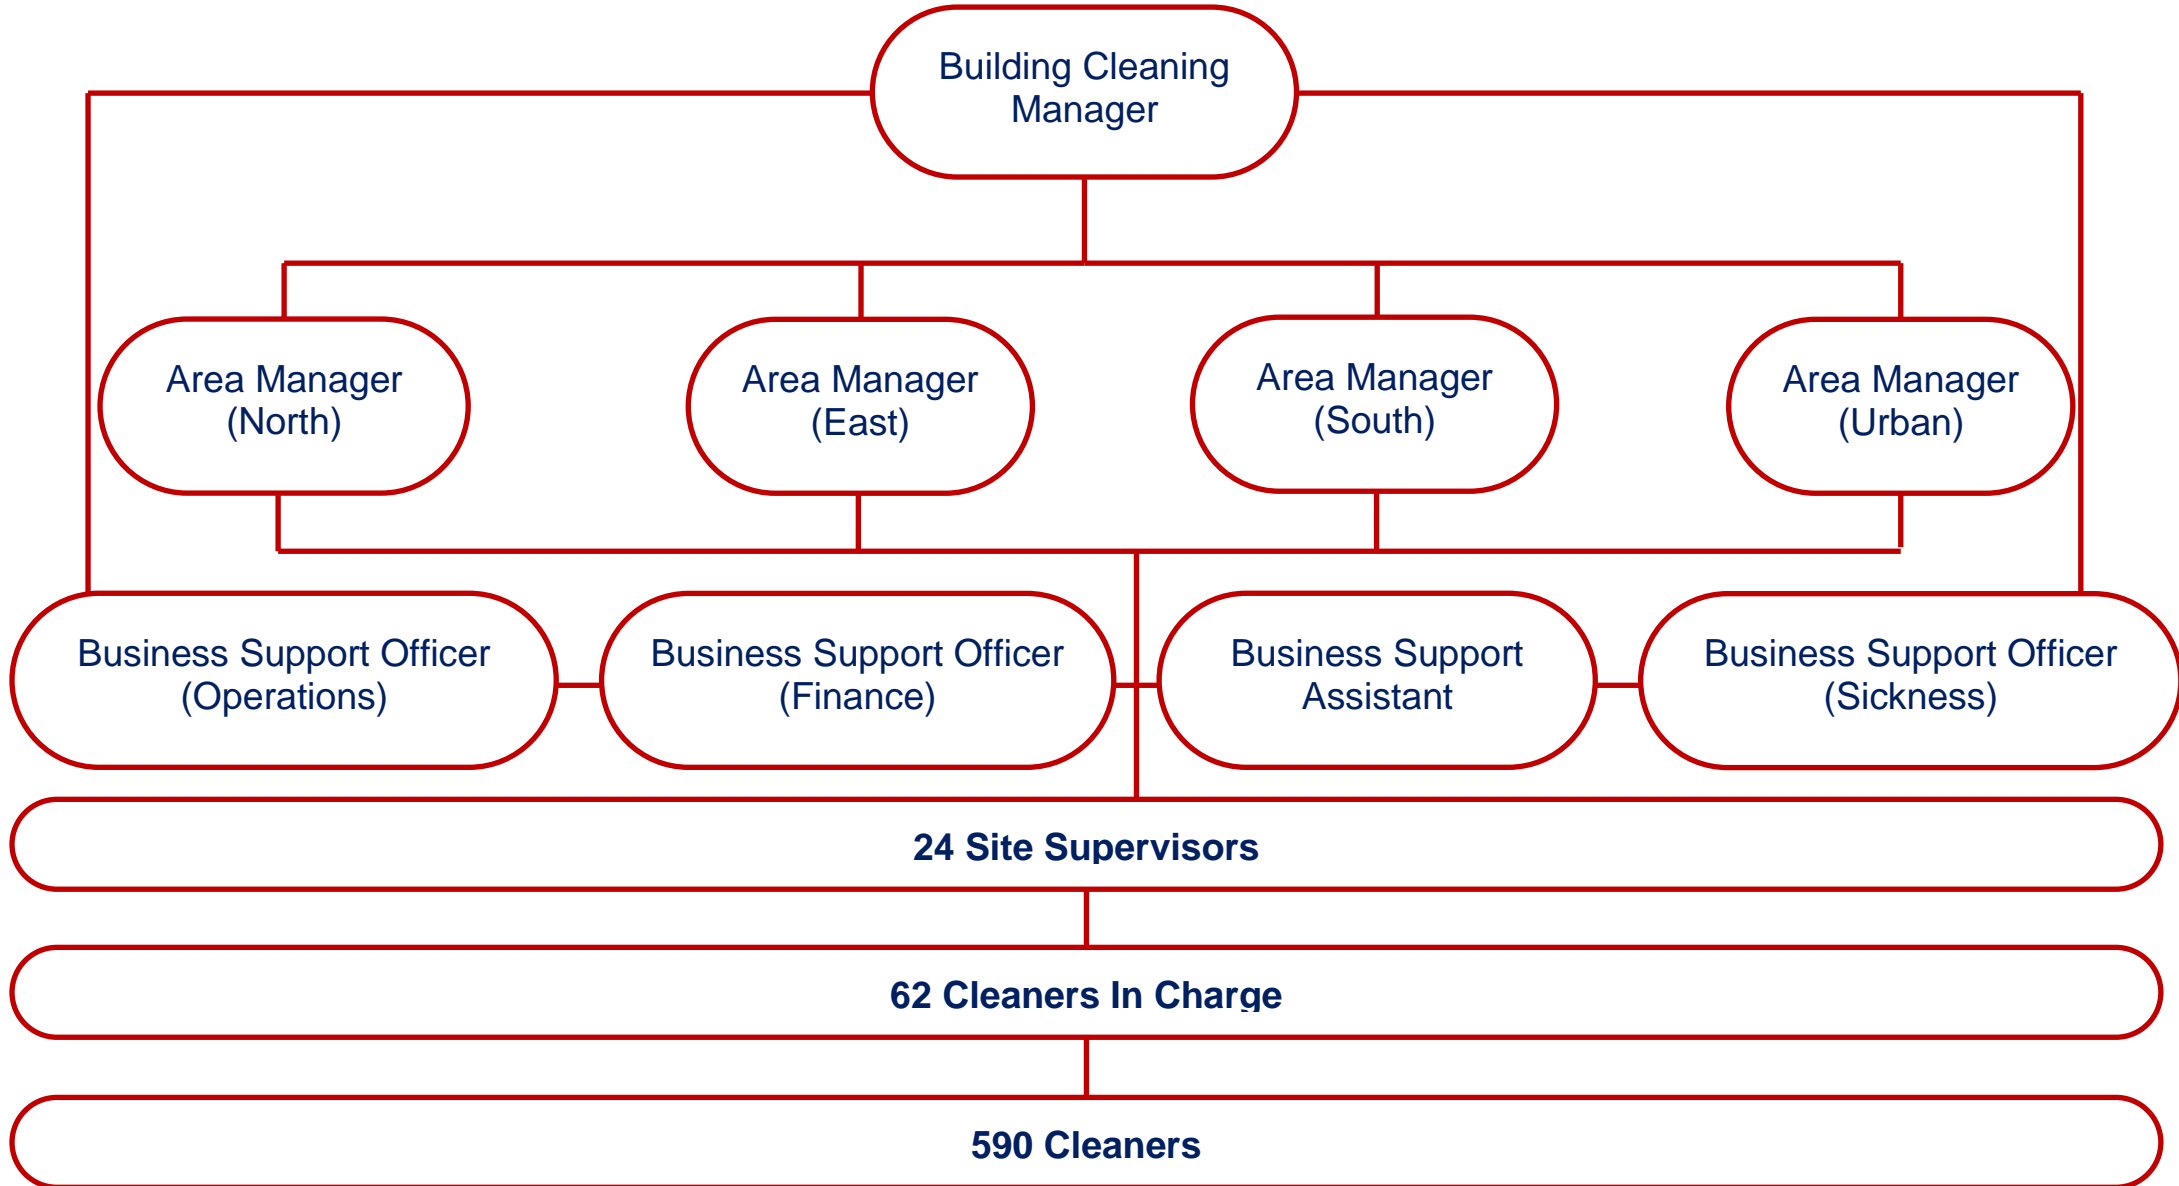 Building Cleaning
Manager
Area Manager
(North)
Area Manager
(East)
Area Manager
(South)
Area Manager
(Urban)
Business Support Officer
(Operations)
Business Support Officer
(Finance)
Business Support
Assistant
Business Support Officer
(Sickness)
24 Site Supervisors
62 Cleaners In Charge
590 Cleaners